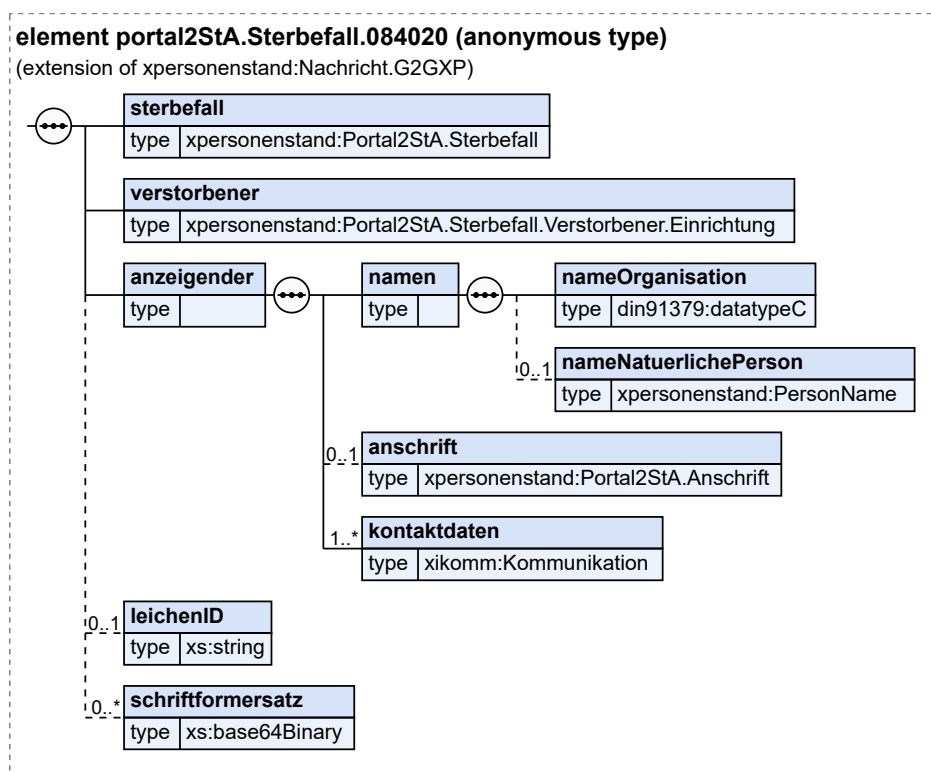 element portal2StA.Sterbefall.084020 (anonymous type)
(extension of xpersonenstand:Nachricht.G2GXP)
sterbefall
type xpersonenstand:Portal2StA.Sterbefall
verstorbener
type xpersonenstand:Portal2StA.Sterbefall.Verstorbener.Einrichtung
anzeigender
type
namen
type
nameOrganisation
type din91379:datatypeC
0..1
nameNatuerlichePerson
type xpersonenstand:PersonName
0..1
anschrift
type xpersonenstand:Portal2StA.Anschrift
1..*
kontaktdaten
type xikomm:Kommunikation
0..1
leichenID
type xs:string
0..*
schriftformersatz
type xs:base64Binary